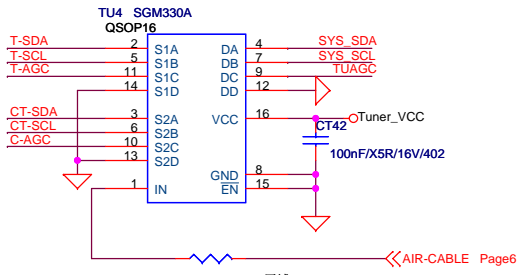 TU4 SGM330A
QSOP16
T-SDA 2 S1A DA 4 SYS_SDA
T-SCL 5 S1B DB 7 SYS_SCL
T-AGC 11 S1C DC 9 TUAGC
14 S1D DD 12
CT-SDA 3 S2A VCC 16 Tuner_VCC
CT-SCL 6 S2B CT42
C-AGC 10 S2C 100nF/X5R/16V/402
13 S2D
GND 8
1 IN EN 15
AIR-CABLE Page6